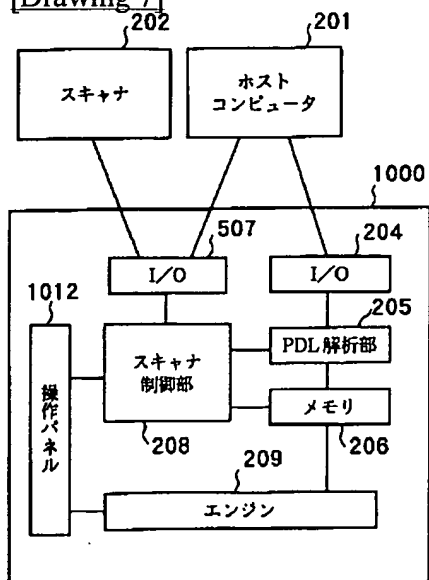 [Drawing 7]
202
201
スキャナ
ホスト
コンピュータ
1000
507
204
I/O
I/O
1012
205
スキャナ
制御部
PDL解析部
操作パネル
メモリ
208
206
209
エンジン